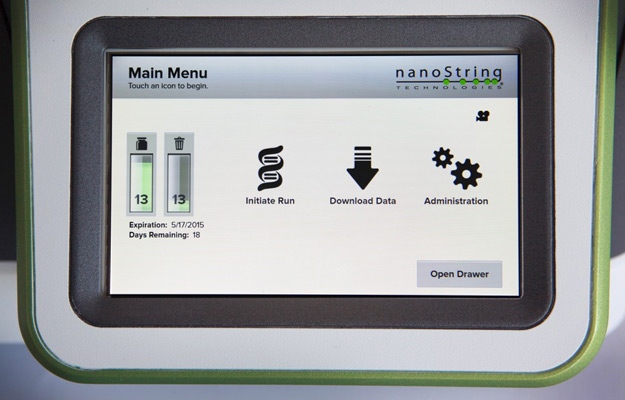 Main Menu
Touch an icon to begin.
nanoString
TECHNOLOGIES
13
13
Initiate Run
Download Data
Administration
Expiration: 5/17/2015
Days Remaining: 18
Open Drawer